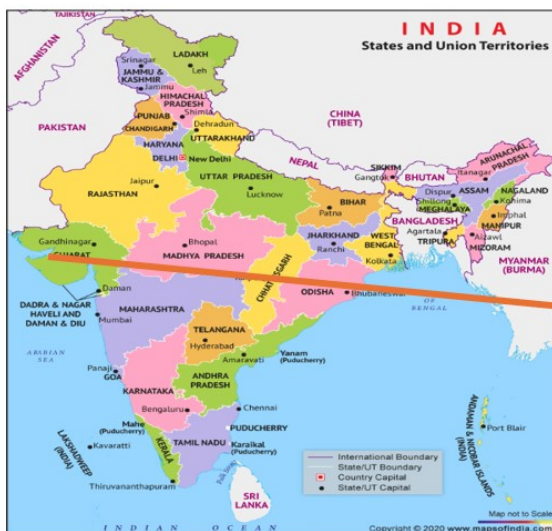 INDIA
States and Union Territories
TAJIKISTAN
AFGHANISTAN
LADAKH
Srinagar
Leh
JAMMU &
KASHMIR
Jammu
HIMACHAL
PRADESH
Shimla
PUNJAB
CHANDIGARH
Dehradun
UTTARAKHAND
PAKISTAN
CHINA
(TIBET)
HARYANA
DELHI
New Delhi
NEPAL
SIKKIM
Gangtok
BHUTAN
ARUNACHAL
PRADESH
Itanagar
RAJASTHAN
Jaipur
UTTAR PRADESH
Lucknow
BIHAR
Patna
Dispur
ASSAM
NAGALAND
Kohima
Shillong
MEGHALAYA
Imphal
MANIPUR
BANGLADESH
Agartala
TRIPURA
Aizawl
MIZORAM
MYANMAR
(BURMA)
Gandhinagar
GUJARAT
Bhopal
MADHYA PRADESH
JHARKHAND
Ranchi
WEST
BENGAL
Kolkata
ODISHA
Bhubaneswar
OF
BENGAL
Daman
DADRA & NAGAR
HAVELI AND
DAMAN & DIU
MAHARASHTRA
Mumbai
TELANGANA
Hyderabad
ARABIAN
SEA
Panaji
GOA
Amaravati
Yanam
(Puducherry)
ANDHRA
PRADESH
KARNATAKA
Bengaluru
Chennai
Mahe
(Puducherry)
PUDUCHERRY
Karaikal
(Puducherry)
TAMIL NADU
KERALA
LAKSHADWEEP
(INDIA)
Kavaratti
Thiruvananthapuram
SRI
LANKA
ANDAMAN & NICOBAR ISLANDS
(INDIA)
Port Blair
International Boundary
State/UT Boundary
Country Capital
State/UT Capital
Map not to Scale
INDIAN OCEAN
Copyright © 2020 www.mapsofindia.com